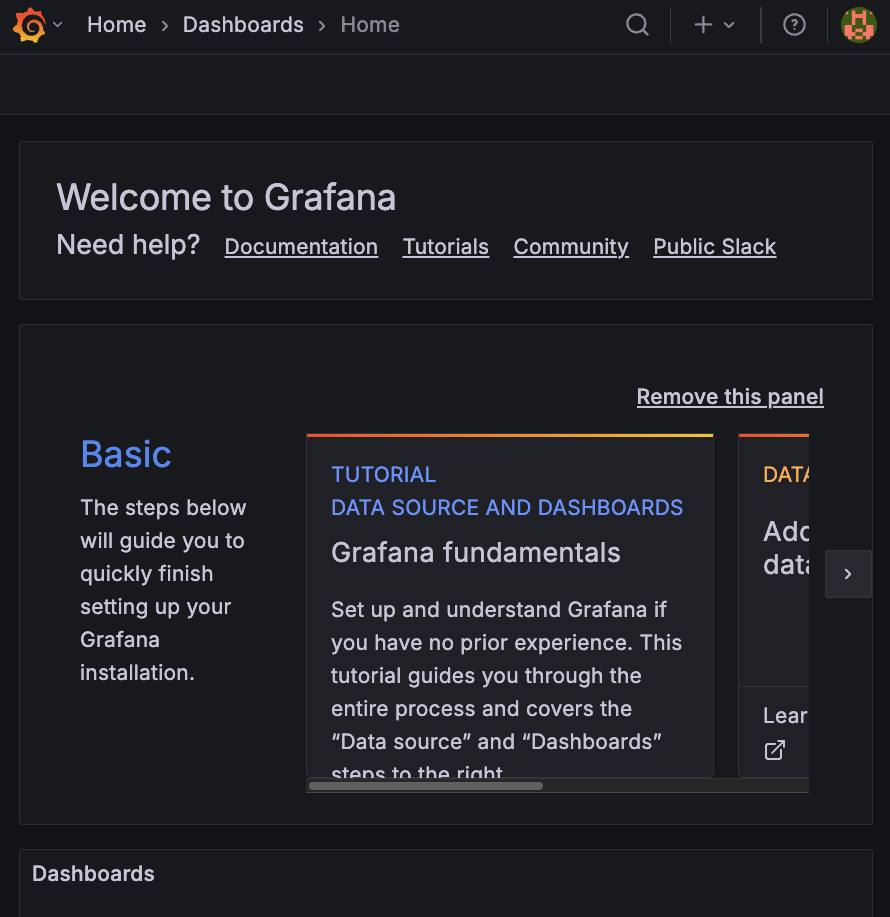 Home › Dashboards › Home
Welcome to Grafana
Need help? Documentation Tutorials Community Public Slack
Remove this panel
Basic
The steps below
will guide you to
quickly finish
setting up your
Grafana
installation.
TUTORIAL
DATA SOURCE AND DASHBOARDS
Grafana fundamentals
Set up and understand Grafana if
you have no prior experience. This
tutorial guides you through the
entire process and covers the
“Data source” and “Dashboards”
steps to the right
DATA
Add
data
Lear
Dashboards